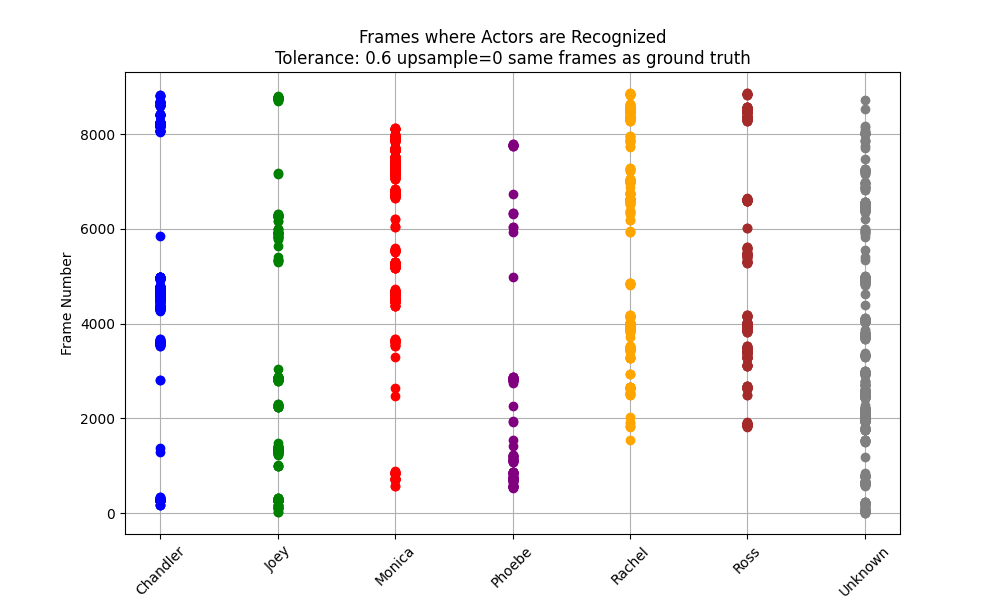 Frames where Actors are Recognized
Tolerance: 0.6 upsample=0 same frames as ground truth
Frame Number
8000
6000
4000
2000
0
Chandler
Joey
Monica
Phoebe
Rachel
Ross
Unknown